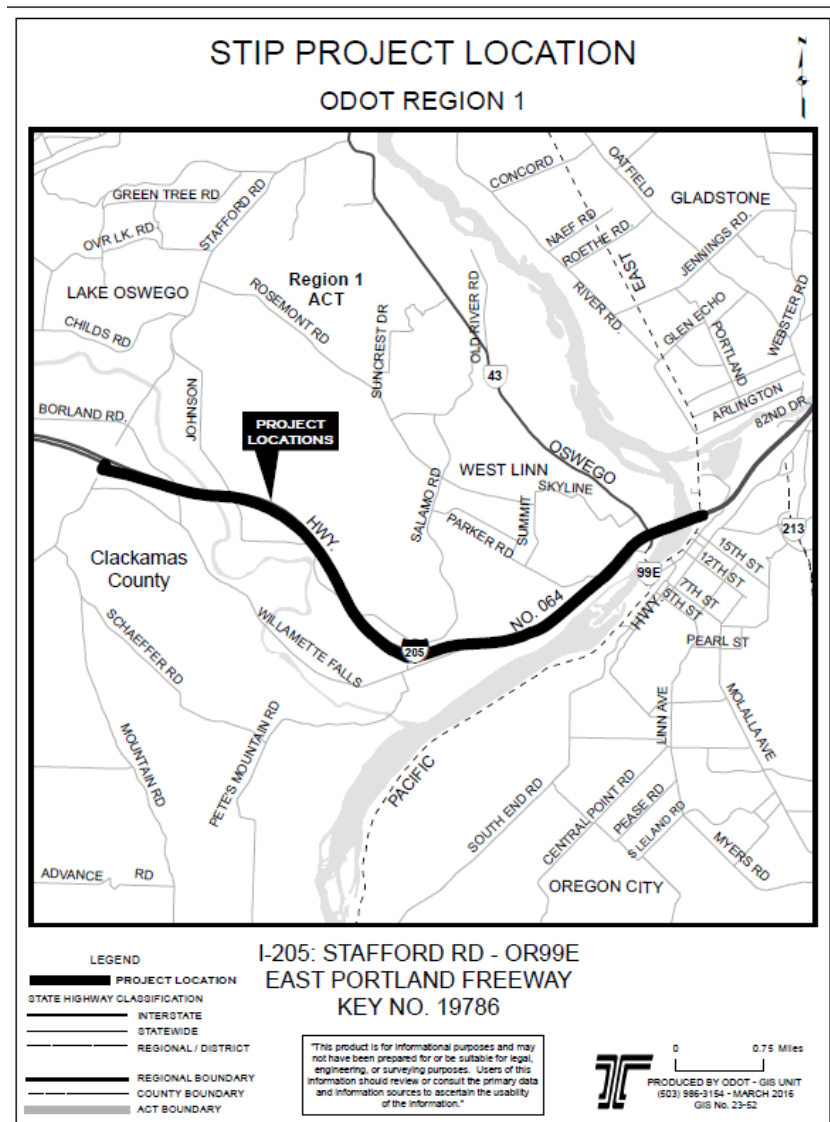 STIP PROJECT LOCATION
ODOT REGION 1
N
GREEN TREE RD
STAFFORD RD
OVR LK. RD
LAKE OSWEGO
CHILDS RD
BORLAND RD.
JOHNSON
Region 1
ACT
ROSEMONT RD
SUNCREST DR
OLD RIVER RD
43
CONCORD
OATFIELD
GLADSTONE
NAEF RD
ROETHE RD.
JENNINGS RD.
EAST
RIVER RD.
GLEN ECHO
PORTLAND
WEBSTER RD
ARLINGTON
82ND DR
PROJECT
LOCATIONS
HWY.
WEST LINN
OSWEGO
SKYLINE
SUMMIT
SALAMO RD
PARKER RD
213
99E
15TH ST
12TH ST
7TH ST
5TH ST
HWY.
PEARL ST
Clackamas
County
NO. 064
205
WILLAMETTE FALLS
SCHAEFFER RD
MOUNTAIN RD
PETE'S MOUNTAIN RD
PACIFIC
LINN AVE
MOLALLA AVE
SOUTH END RD
CENTRAL POINT RD
PEASE RD
S LELAND RD
MYERS RD
ADVANCE RD
OREGON CITY
LEGEND
PROJECT LOCATION
STATE HIGHWAY CLASSIFICATION
INTERSTATE
STATEWIDE
REGIONAL / DISTRICT
REGIONAL BOUNDARY
COUNTY BOUNDARY
ACT BOUNDARY
I-205: STAFFORD RD - OR99E
EAST PORTLAND FREEWAY
KEY NO. 19786
"This product is for informational purposes and may
not have been prepared for or be suitable for legal,
engineering, or surveying purposes. Users of this
information should review or consult the primary data
and information sources to ascertain the usability
of the information."
0 0.75 Miles
PRODUCED BY ODOT - GIS UNIT
(503) 986-3154 - MARCH 2016
GIS No. 23-52